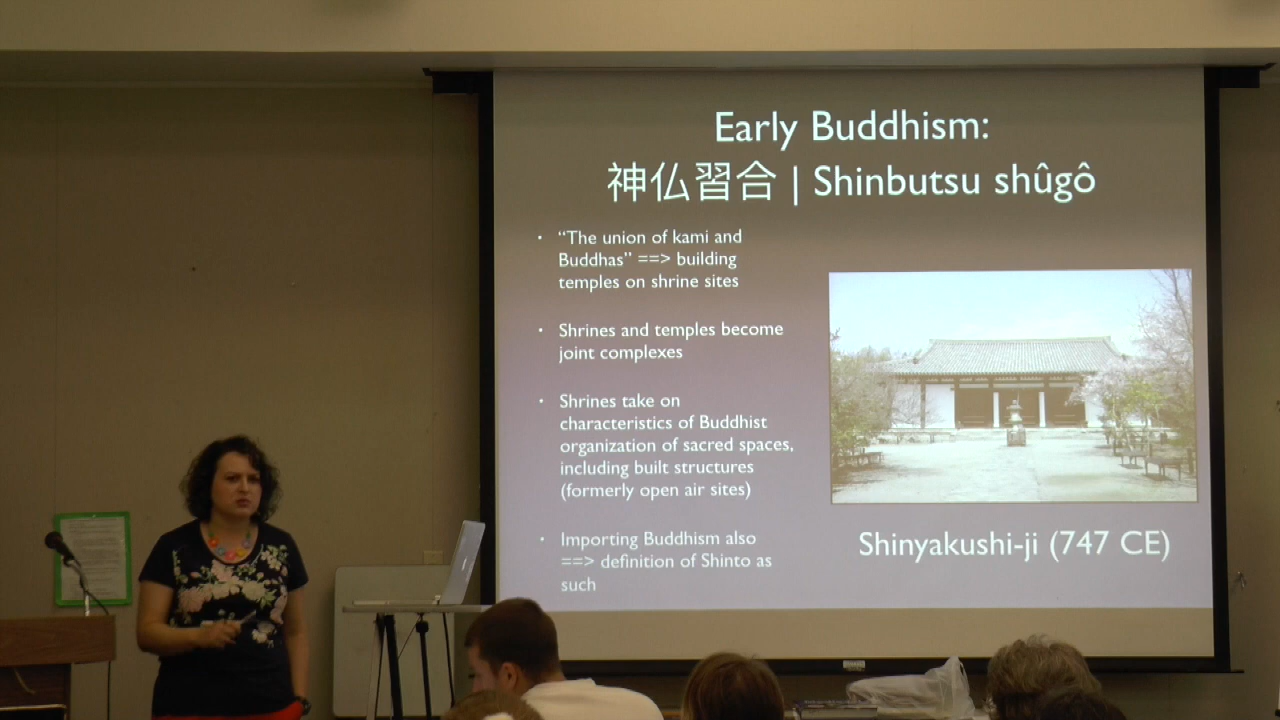 Early Buddhism:
神仏習合 | Shinbutsu shûgô
• “The union of kami and
Buddhas” ==> building
temples on shrine sites
• Shrines and temples become
joint complexes
• Shrines take on
characteristics of Buddhist
organization of sacred spaces,
including built structures
(formerly open air sites)
• Importing Buddhism also
==> definition of Shinto as
such
Shinyakushi-ji (747 CE)